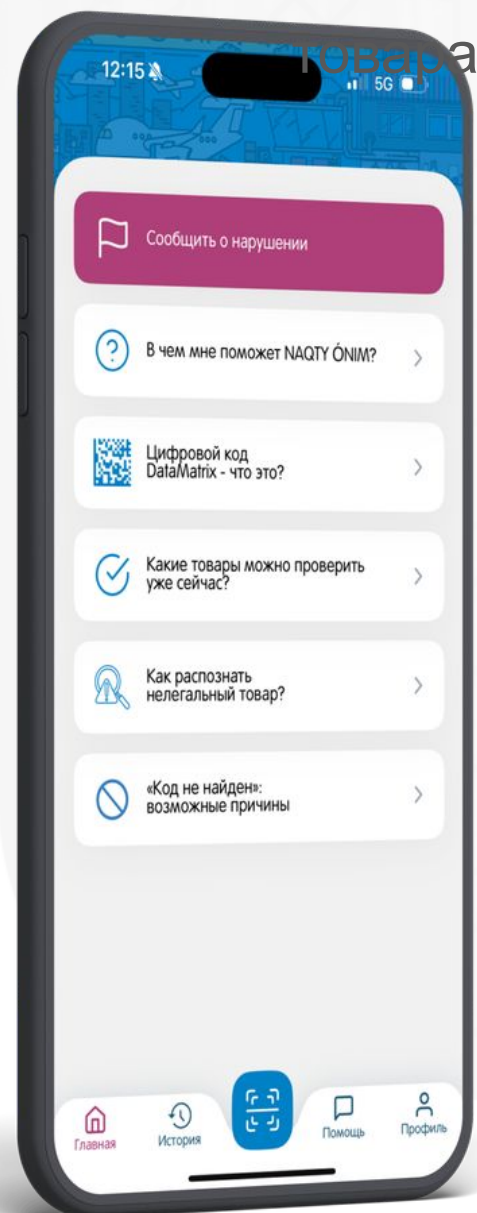 товара
12:15
5G
Сообщить о нарушении
В чем мне поможет NAQTY ÓNIM?
Цифровой код
DataMatrix - что это?
Какие товары можно проверить
уже сейчас?
Как распознать
нелегальный товар?
«Код не найден»:
возможные причины
Главная
История
Помощь
Профиль